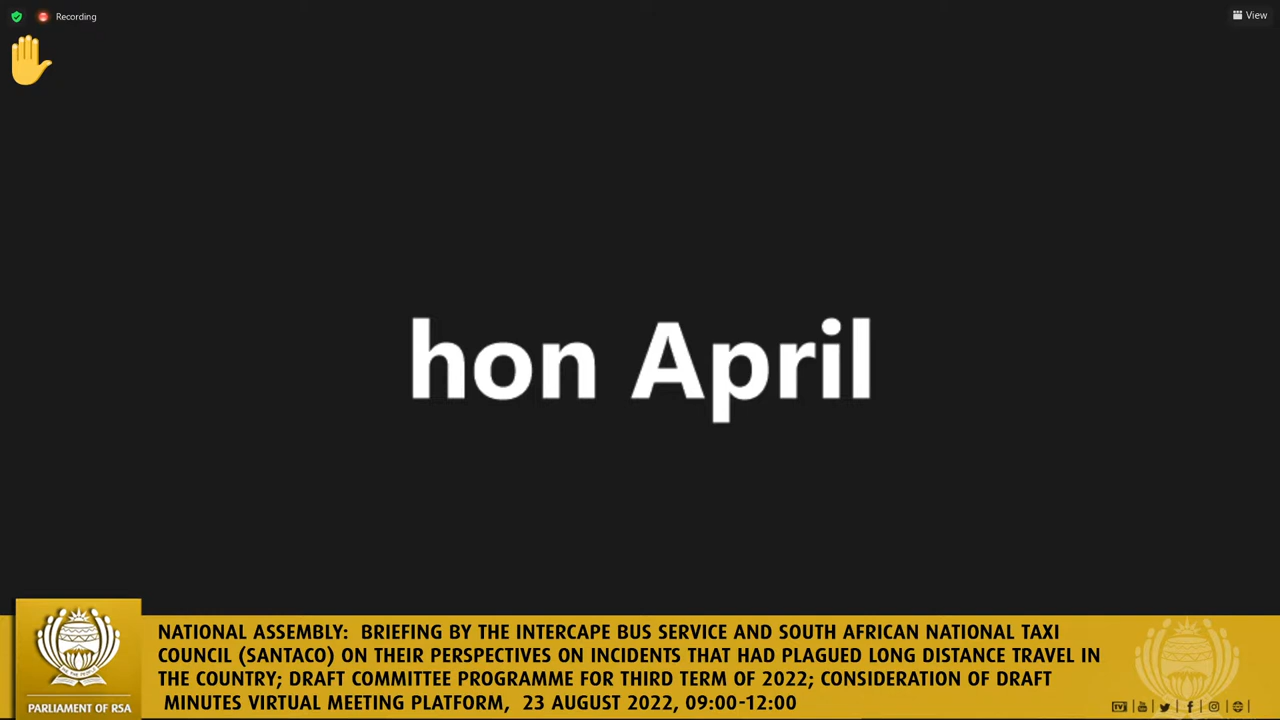 Recording
View
hon April
NATIONAL ASSEMBLY: BRIEFING BY THE INTERCAPE BUS SERVICE AND SOUTH AFRICAN NATIONAL TAXI
COUNCIL (SANTACO) ON THEIR PERSPECTIVES ON INCIDENTS THAT HAD PLAGUED LONG DISTANCE TRAVEL IN
THE COUNTRY; DRAFT COMMITTEE PROGRAMME FOR THIRD TERM OF 2022; CONSIDERATION OF DRAFT
MINUTES VIRTUAL MEETING PLATFORM, 23 AUGUST 2022, 09:00-12:00
PARLIAMENT OF RSA